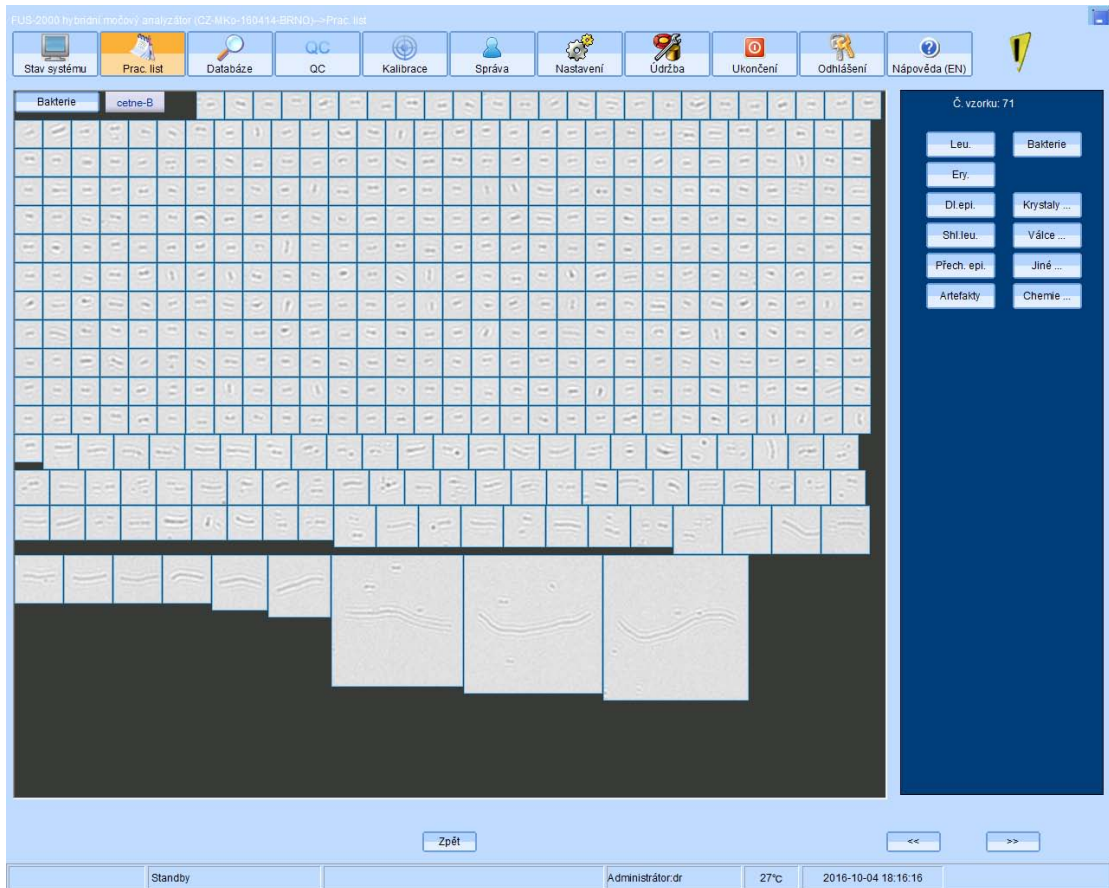 FUS-2000 hybridní močový analyzátor (CZ-MKo-160414-BRNO)-->Prac. list
Stav systému Prac. list Databáze QC Kalibrace Správa Nastavení Údržba Ukončení Odhlášení Nápověda (EN)
QC
Bakterie cetne-B
Č. vzorku: 71
Leu. Bakterie
Ery.
Dl.epi. Krystaly ...
Shl.leu. Válce ...
Přech. epi. Jiné ...
Artefakty Chemie ...
Zpět << >>
Standby Administrátor:dr 27°C 2016-10-04 18:16:16